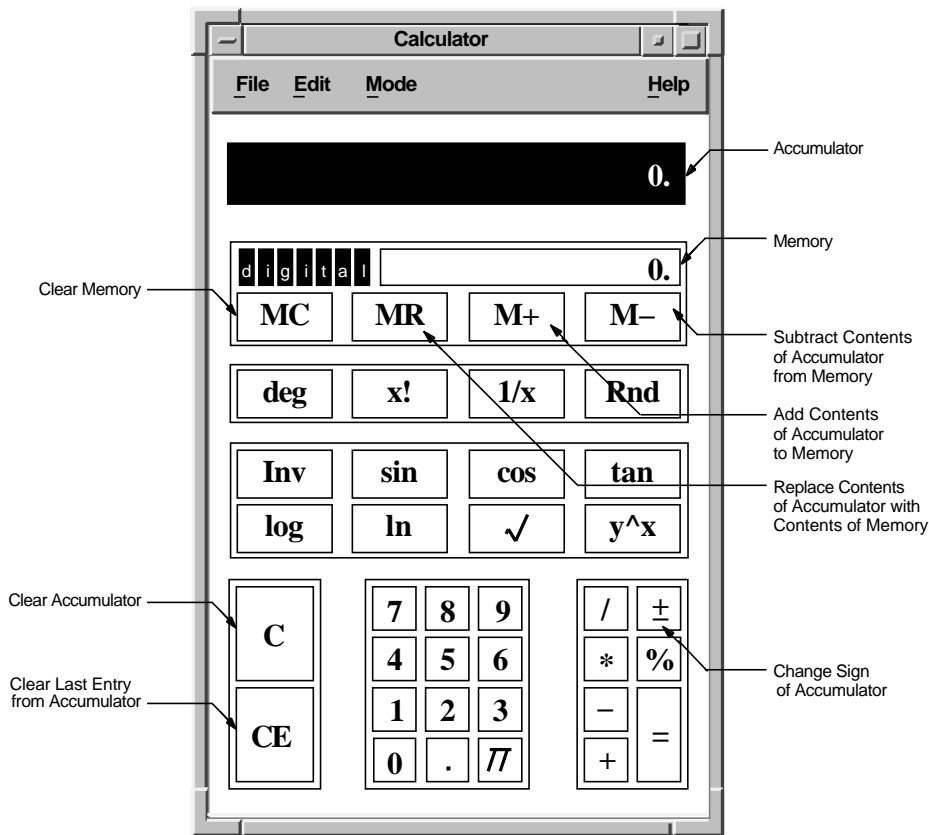 Calculator
File Edit Mode Help
0.
Accumulator
digital 0.
Memory
Clear Memory
MC MR M+ M−
Subtract Contents
of Accumulator
from Memory
deg x! 1/x Rnd
Add Contents
of Accumulator
to Memory
Inv sin cos tan
Replace Contents
of Accumulator with
Contents of Memory
log ln √ y^x
Clear Accumulator
C
7 8 9 / ±
4 5 6 * %
Change Sign
of Accumulator
Clear Last Entry
from Accumulator
CE
1 2 3 −
0 . π + =